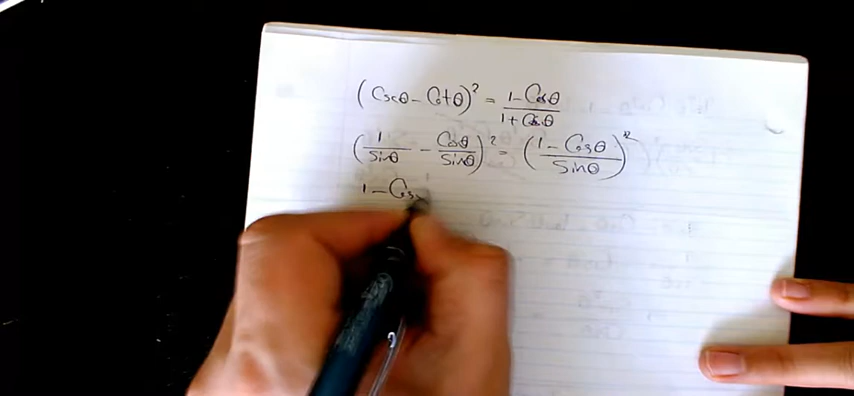 (Cscθ - Cotθ)² = (1 - Cosθ)/(1 + Cosθ)
(1/Sinθ - Cosθ/Sinθ)² = ((1 - Cosθ)/Sinθ)²
1 - Cos